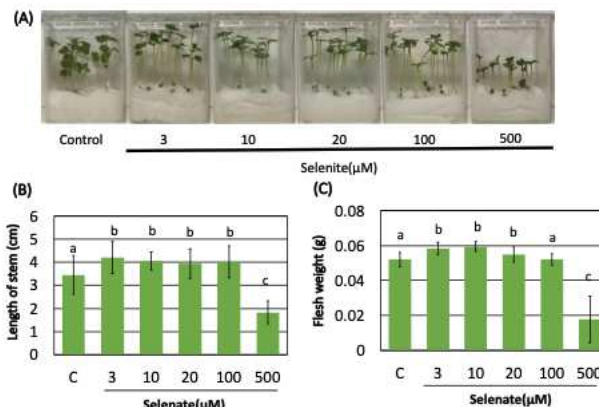 (A)
Control 3 10 20 100 500
Selenite(μM)
(B)
Length of stem (cm)
6
5
4
3
2
1
0
a b b b b c
C 3 10 20 100 500
Selenate(μM)
(C)
Flesh weight (g)
0.08
0.06
0.04
0.02
0
a b b b a c
C 3 10 20 100 500
Selenate(μM)